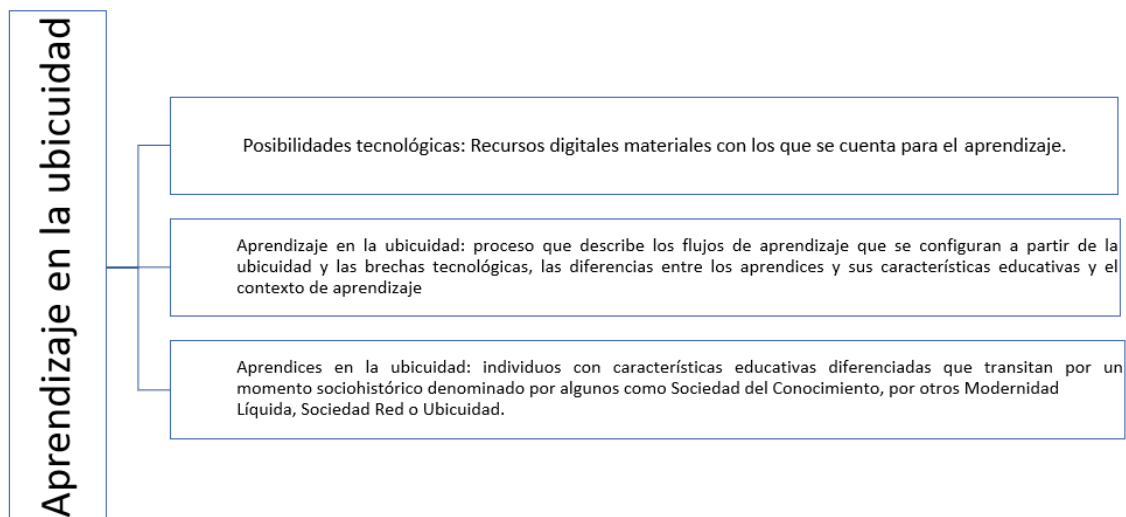 Aprendizaje en la ubicuidad
Posibilidades tecnológicas: Recursos digitales materiales con los que se cuenta para el aprendizaje.
Aprendizaje en la ubicuidad: proceso que describe los flujos de aprendizaje que se configuran a partir de la
ubicuidad y las brechas tecnológicas, las diferencias entre los aprendices y sus características educativas y el
contexto de aprendizaje
Aprendices en la ubicuidad: individuos con características educativas diferenciadas que transitan por un
momento sociohistórico denominado por algunos como Sociedad del Conocimiento, por otros Modernidad
Líquida, Sociedad Red o Ubicuidad.